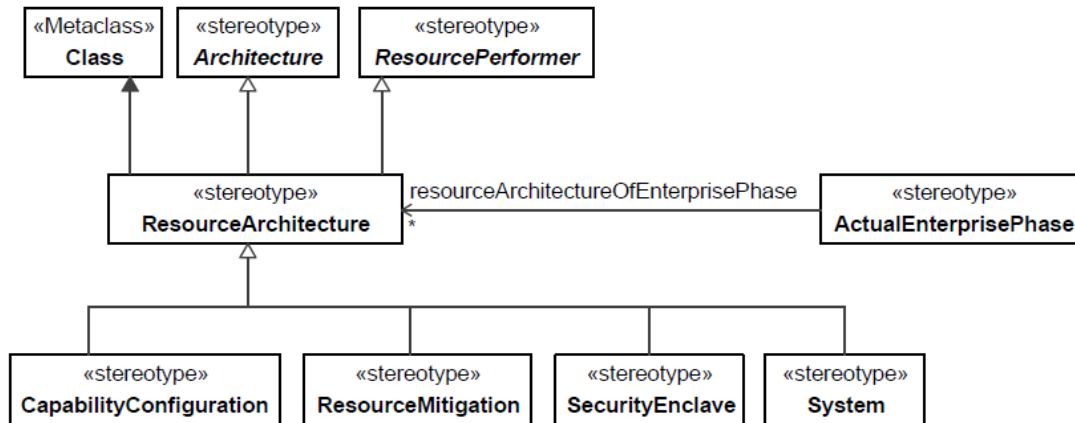 «Metaclass»
Class
«stereotype»
Architecture
«stereotype»
ResourcePerformer
«stereotype»
ResourceArchitecture
resourceArchitectureOfEnterprisePhase
*
«stereotype»
ActualEnterprisePhase
«stereotype»
CapabilityConfiguration
«stereotype»
ResourceMitigation
«stereotype»
SecurityEnclave
«stereotype»
System